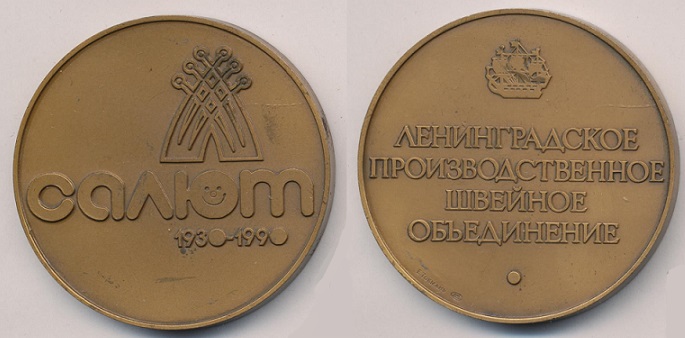 салют
1930-1990
ЛЕНИНГРАДСКОЕ
ПРОИЗВОДСТВЕННОЕ
ШВЕЙНОЕ
ОБЪЕДИНЕНИЕ